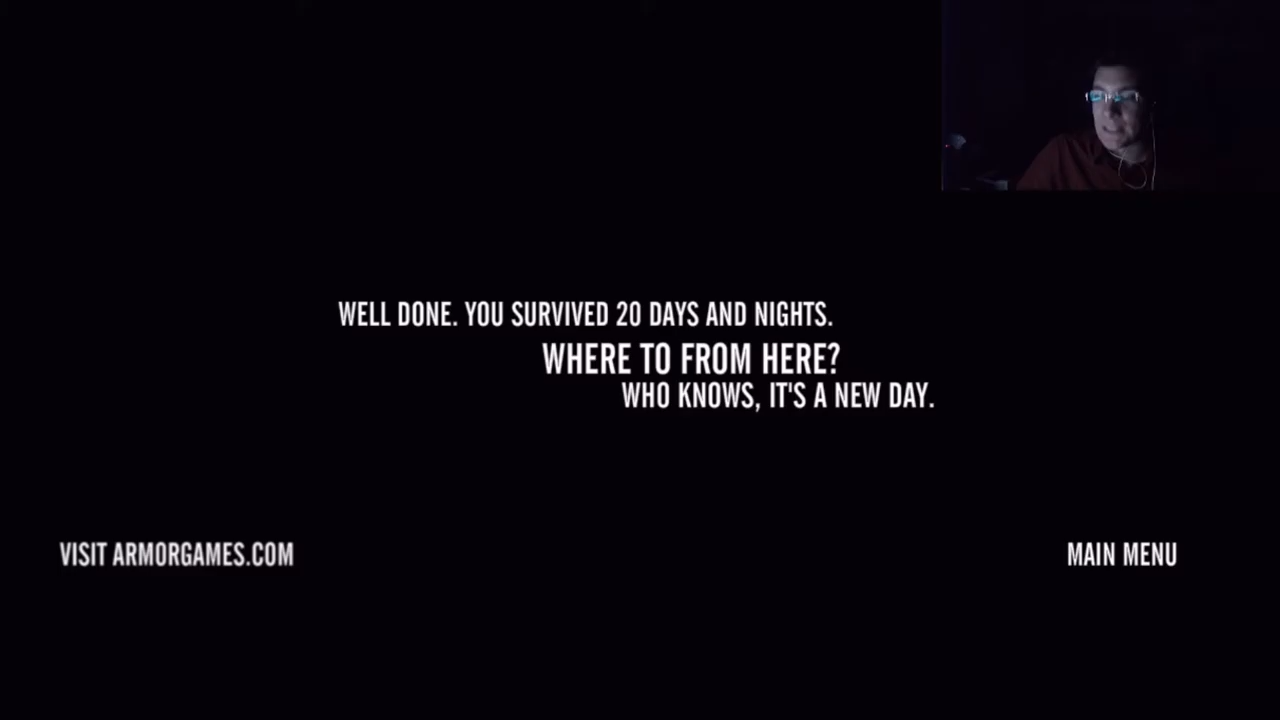 WELL DONE. YOU SURVIVED 20 DAYS AND NIGHTS.
WHERE TO FROM HERE?
WHO KNOWS, IT'S A NEW DAY.
VISIT ARMORGAMES.COM
MAIN MENU